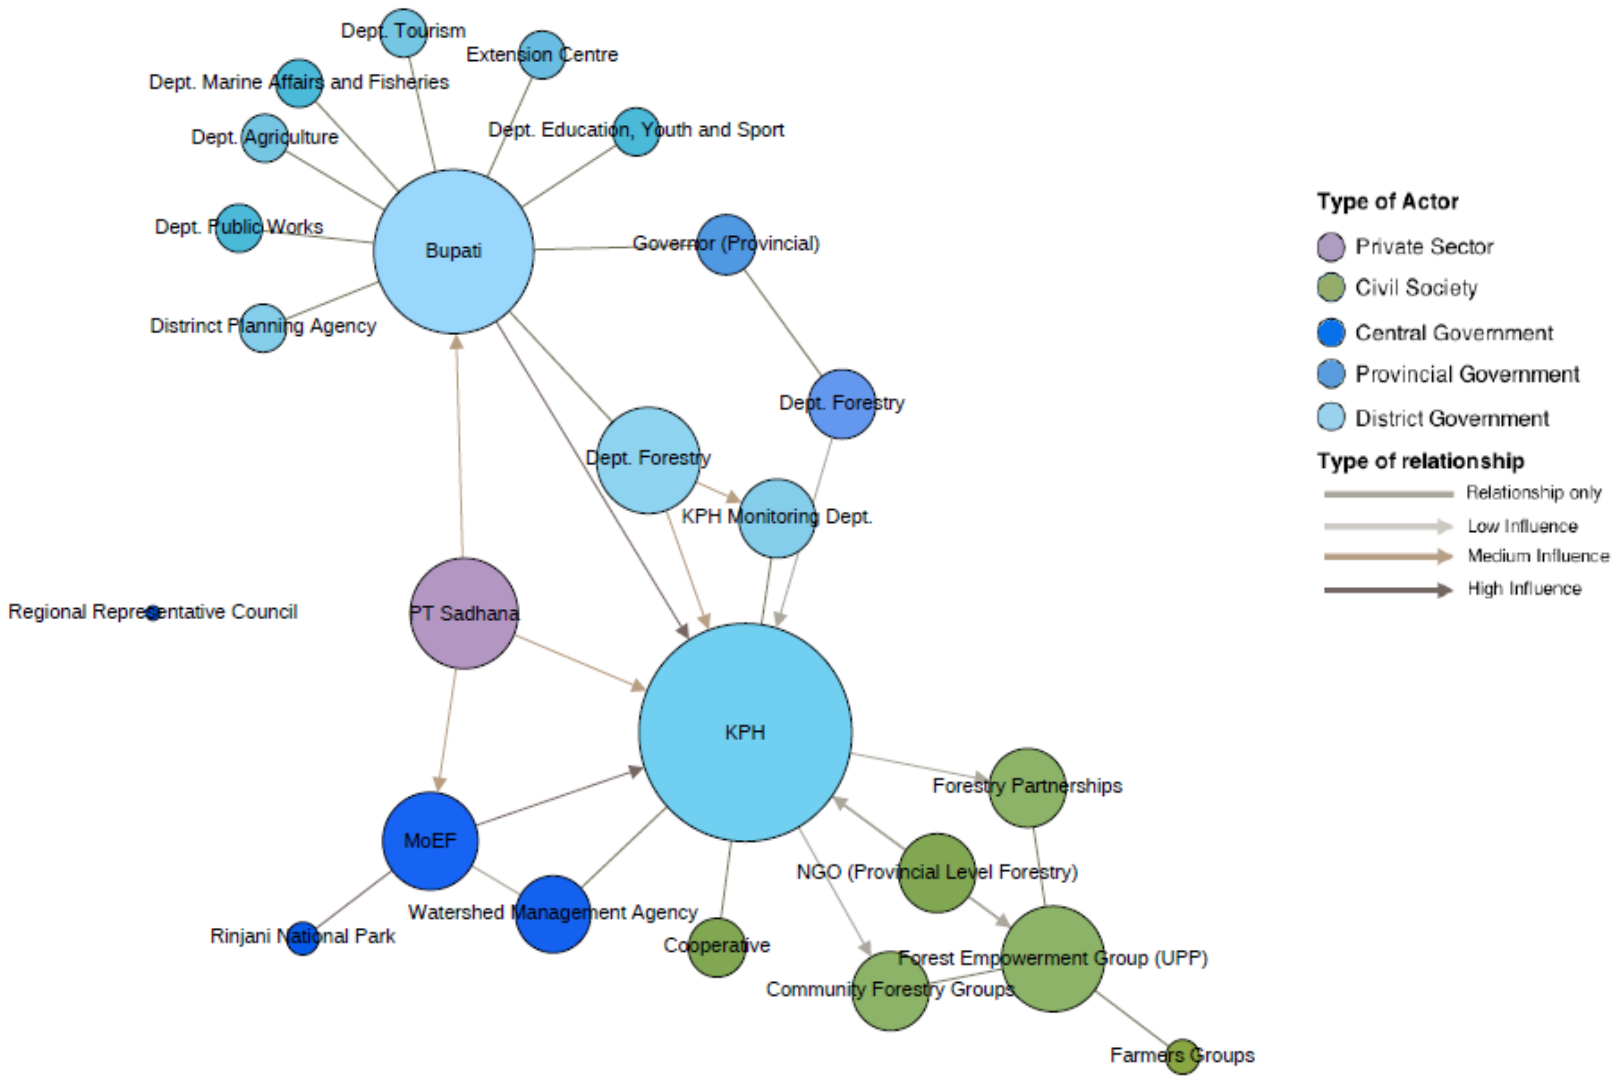 Dept. Tourism
Extension Centre
Dept. Marine Affairs and Fisheries
Dept. Education, Youth and Sport
Dept. Agriculture
Dept. Public Works
Bupati
Governor (Provincial)
Distrinct Planning Agency
Dept. Forestry
Dept. Forestry
KPH Monitoring Dept.
Regional Representative Council
PT Sadhana
KPH
Forestry Partnerships
MoEF
NGO (Provincial Level Forestry)
Watershed Management Agency
Rinjani National Park
Cooperative
Forest Empowerment Group (UPP)
Community Forestry Groups
Farmers Groups
Type of Actor
Private Sector
Civil Society
Central Government
Provincial Government
District Government
Type of relationship
Relationship only
Low Influence
Medium Influence
High Influence